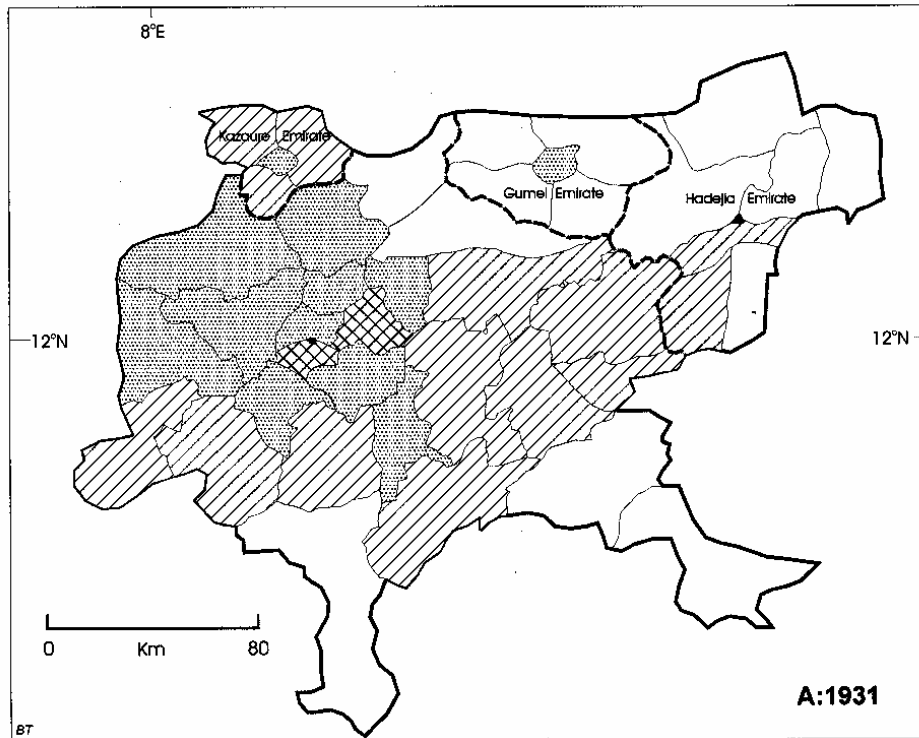 8°E
Kazaure Emirate
Gumel Emirate
Hadejia Emirate
12°N
12°N
0 Km 80
A:1931
BT